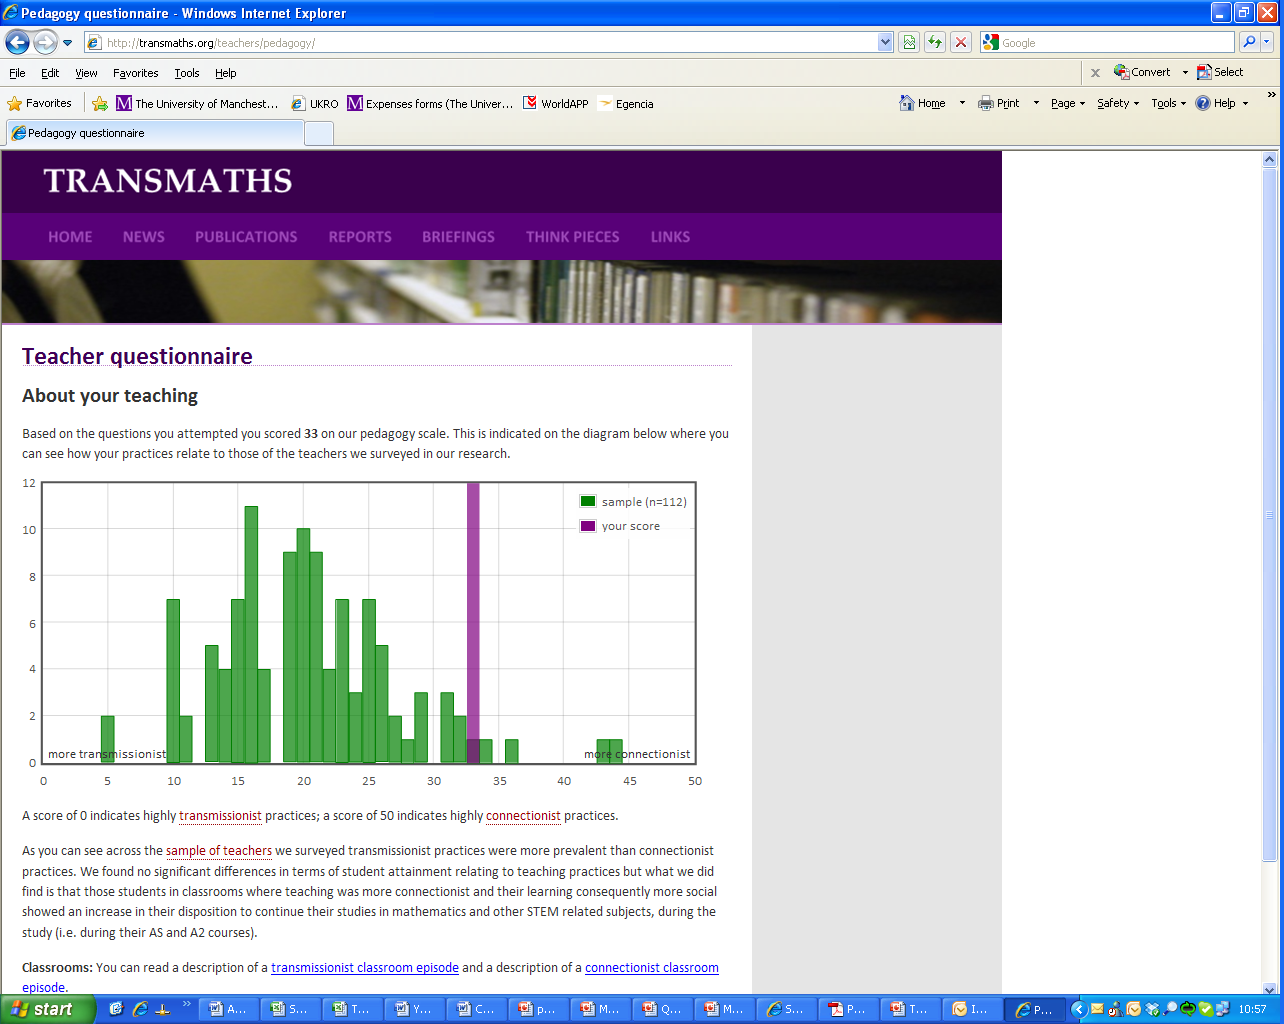 Pedagogy questionnaire - Windows Internet Explorer
http://transmaths.org/teachers/pedagogy/
Google
File Edit View Favorites Tools Help
x Convert Select
Favorites The University of Manchest... UKRO Expenses forms (The Univer... WorldAPP Egencia
Home Print Page Safety Tools Help »
Pedagogy questionnaire
TRANSMATHS
HOME NEWS PUBLICATIONS REPORTS BRIEFINGS THINK PIECES LINKS
Teacher questionnaire
About your teaching
Based on the questions you attempted you scored 33 on our pedagogy scale. This is indicated on the diagram below where you
can see how your practices relate to those of the teachers we surveyed in our research.
12
sample (n=112)
your score
10
8
6
4
2
more transmissionist more connectionist
0
0 5 10 15 20 25 30 35 40 45 50
A score of 0 indicates highly transmissionist practices; a score of 50 indicates highly connectionist practices.
As you can see across the sample of teachers we surveyed transmissionist practices were more prevalent than connectionist
practices. We found no significant differences in terms of student attainment relating to teaching practices but what we did
find is that those students in classrooms where teaching was more connectionist and their learning consequently more social
showed an increase in their disposition to continue their studies in mathematics and other STEM related subjects, during the
study (i.e. during their AS and A2 courses).
Classrooms: You can read a description of a transmissionist classroom episode and a description of a connectionist classroom
episode.
start » A... S... T... Y... C... p... M... Q... M... S... P... T... I... P... 10:57